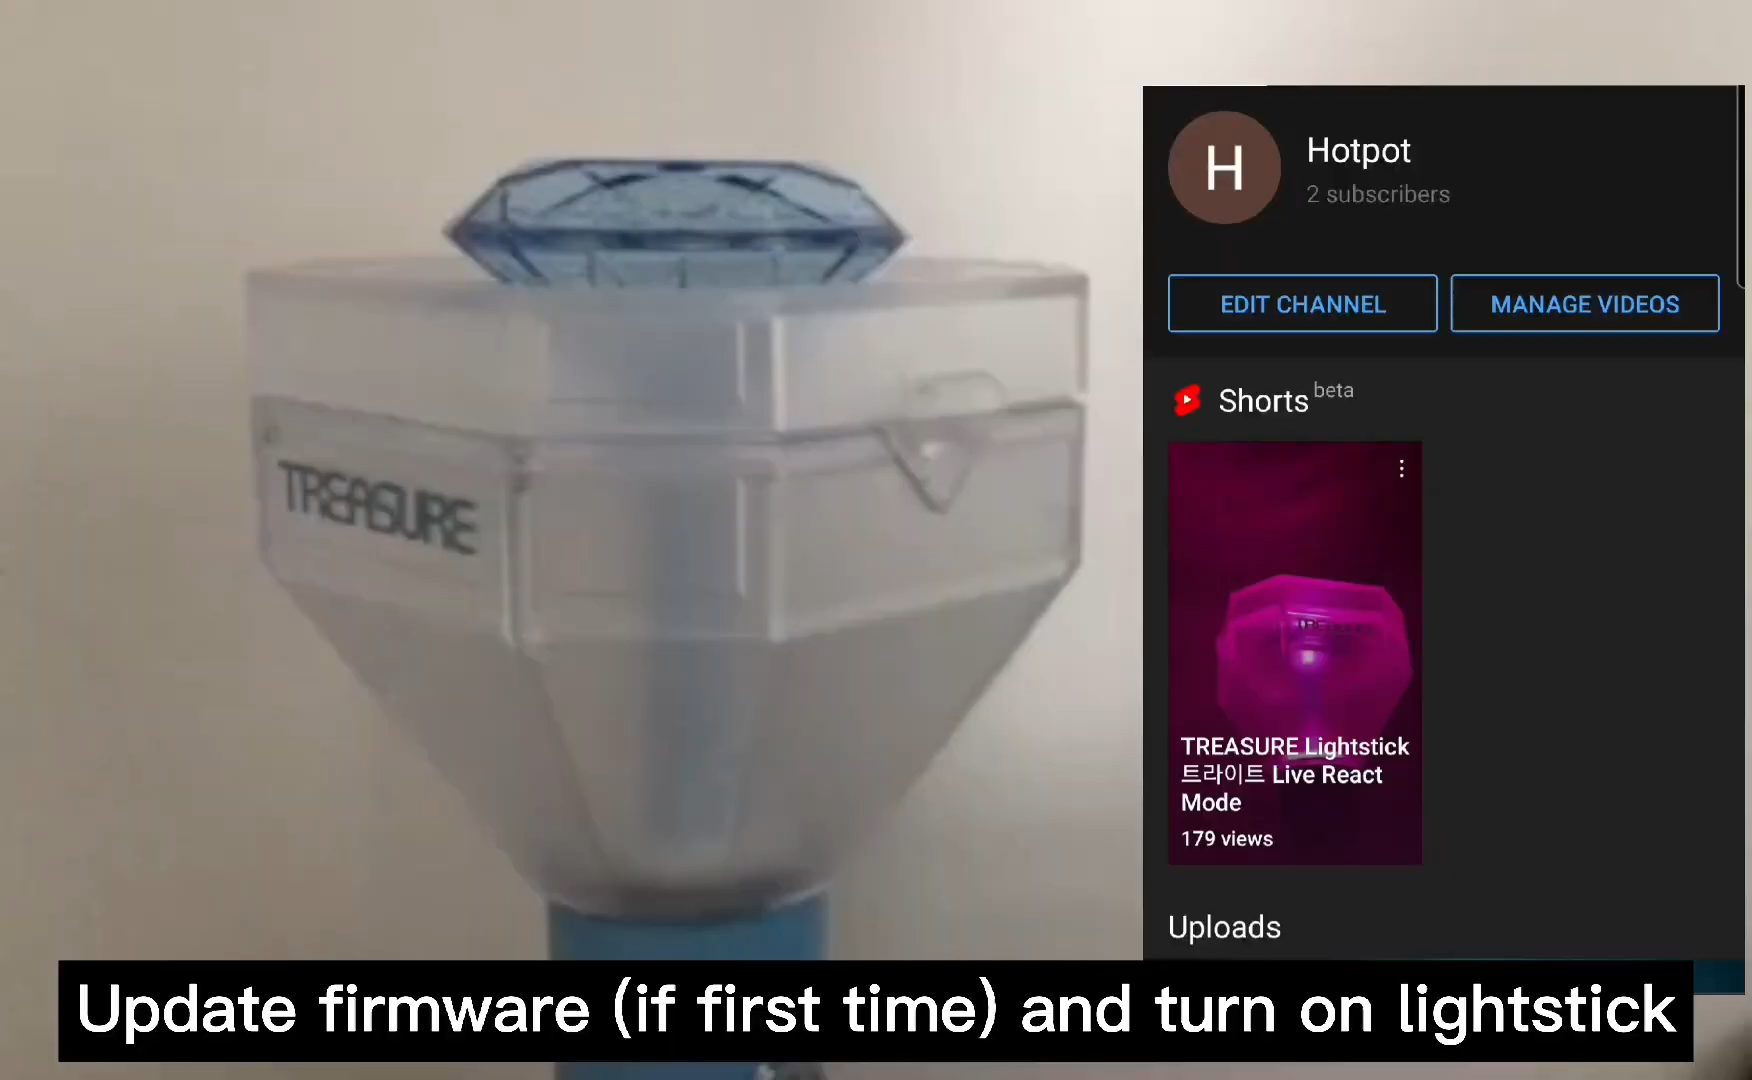 TREASURE
H
Hotpot
2 subscribers
EDIT CHANNEL
MANAGE VIDEOS
Shorts beta
TREASURE Lightstick
트라이트 Live React
Mode
179 views
Uploads
Update firmware (if first time) and turn on lightstick